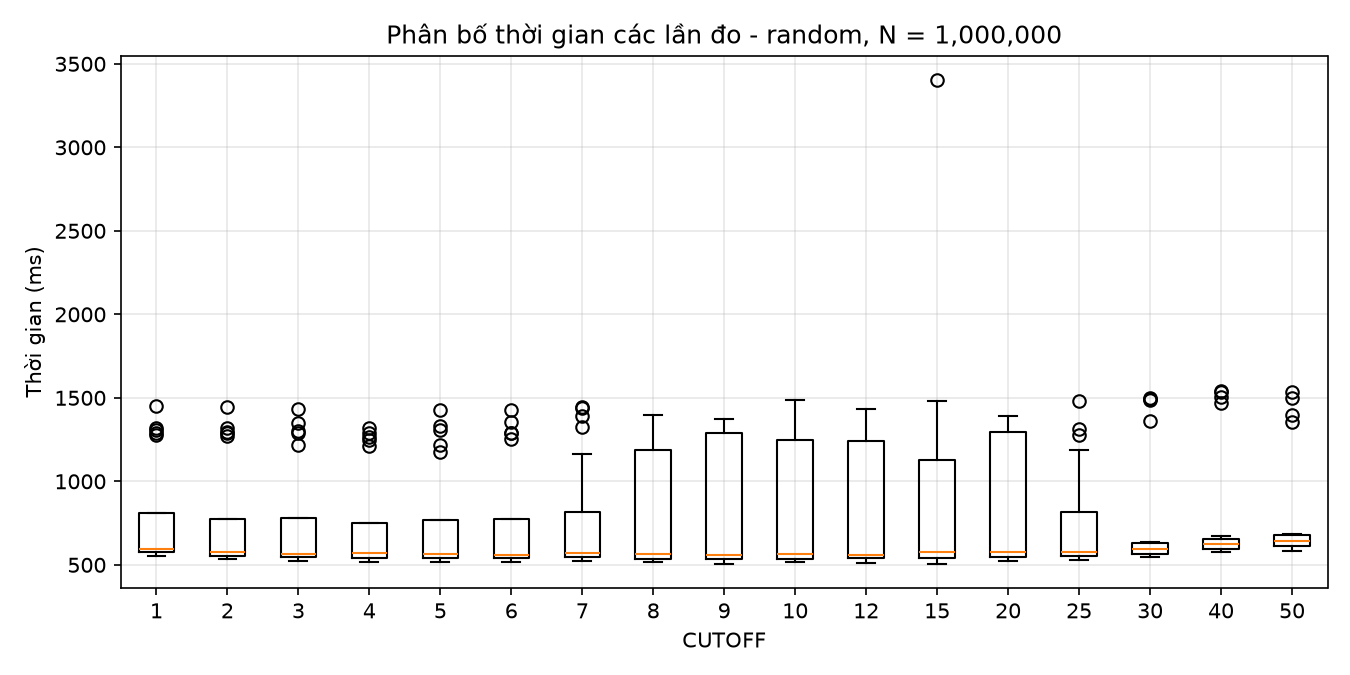 Phân bố thời gian các lần đo - random, N = 1,000,000
Thời gian (ms)
3500
3000
2500
2000
1500
1000
500
1 2 3 4 5 6 7 8 9 10 12 15 20 25 30 40 50
CUTOFF